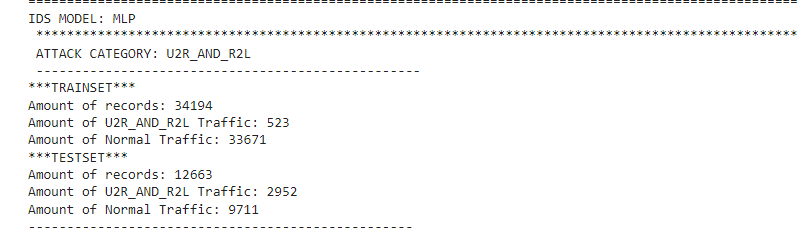 ====================================================================================================
IDS MODEL: MLP
****************************************************************************************************
ATTACK CATEGORY: U2R_AND_R2L
--------------------------------------------------
***TRAINSET***
Amount of records: 34194
Amount of U2R_AND_R2L Traffic: 523
Amount of Normal Traffic: 33671
***TESTSET***
Amount of records: 12663
Amount of U2R_AND_R2L Traffic: 2952
Amount of Normal Traffic: 9711
--------------------------------------------------